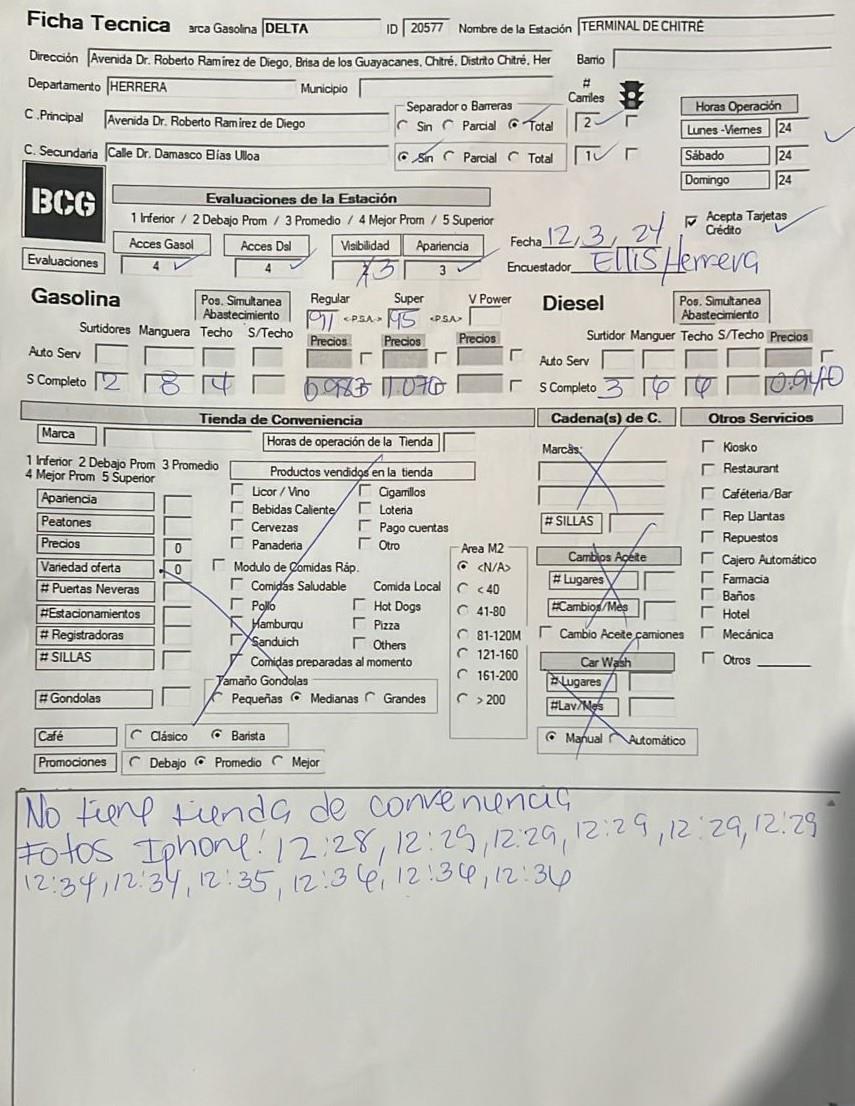 Ficha Tecnica arca Gasolina DELTA ID 20577 Nombre de la Estación TERMINAL DE CHITRÉ
Dirección Avenida Dr. Roberto Ramírez de Diego, Brisa de los Guayacanes, Chitré, Distrito Chitré, Her Barrio
Departamento HERRERA Municipio # Carriles
C .Principal Avenida Dr. Roberto Ramírez de Diego Separador o Barreras Sin Parcial Total 2
C. Secundaria Calle Dr. Damasco Elías Ulloa Sin Parcial Total 1
Horas Operación
Lunes -Viernes 24
Sábado 24
Domingo 24
BCG
Evaluaciones de la Estación
1 Inferior / 2 Debajo Prom / 3 Promedio / 4 Mejor Prom / 5 Superior
Acces Gasol Acces Dsl Visibilidad Apariencia
Evaluaciones 4 4 3 3
Acepta Tarjetas Crédito
Fecha 12, 3, 24
Encuestador Ellis Herrera
Gasolina
Pos. Simultanea Abastecimiento
Regular Super V Power
91 <-P.S.A.-> 95 <-P.S.A->
Surtidores Manguera Techo S/Techo Precios Precios Precios
Auto Serv
S Completo 2 8 4 0.983 1.070
Diesel
Pos. Simultanea Abastecimiento
Surtidor Manguer Techo S/Techo Precios
Auto Serv
S Completo 3 6 6 0.940
Tienda de Conveniencia
Marca Horas de operación de la Tienda
1 Inferior 2 Debajo Prom 3 Promedio
4 Mejor Prom 5 Superior
Apariencia
Peatones
Precios 0
Variedad oferta 0
# Puertas Neveras
#Estacionamientos
# Registradoras
# SILLAS
# Gondolas
Productos vendidos en la tienda
Licor / Vino Cigarrillos
Bebidas Caliente Loteria
Cervezas Pago cuentas
Panaderia Otro
Modulo de Comidas Ráp.
Comidas Saludable Comida Local
Pollo Hot Dogs
Hamburqu Pizza
Sanduich Others
Comidas preparadas al momento
Tamaño Gondolas
Pequeñas Medianas Grandes
Area M2
<N/A>
< 40
41-80
81-120M
121-160
161-200
> 200
Café Clásico Barista
Promociones Debajo Promedio Mejor
Cadena(s) de C.
Marcas:
# SILLAS
Cambios Aceite
# Lugares
#Cambios/Mes
Cambio Aceite camiones
Car Wash
# Lugares
#Lav/Mes
Manual Automático
Otros Servicios
Kiosko
Restaurant
Caféteria/Bar
Rep Llantas
Repuestos
Cajero Automático
Farmacia
Baños
Hotel
Mecánica
Otros
No tiene tienda de conveniencia
Fotos Iphone: 12:28, 12:29, 12:29, 12:29, 12:29, 12:29
12:34, 12:34, 12:35, 12:36, 12:36, 12:36